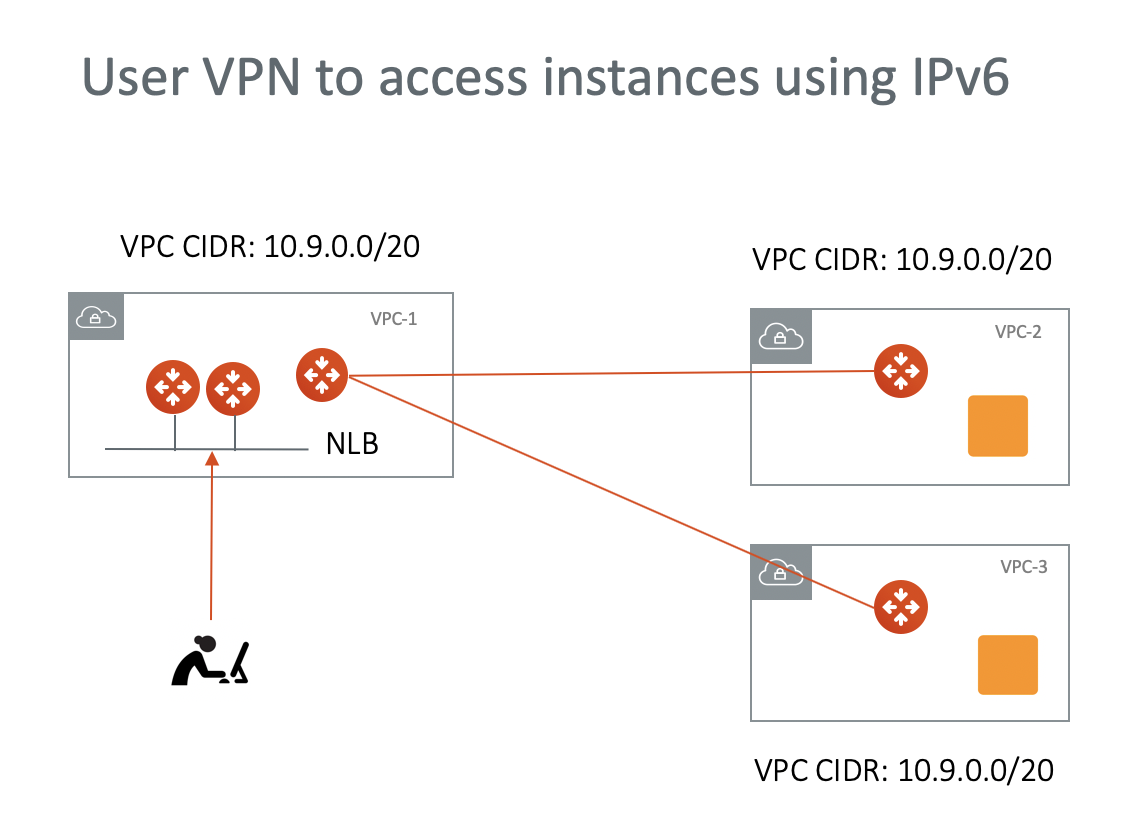 User VPN to access instances using IPv6
VPC CIDR: 10.9.0.0/20
VPC CIDR: 10.9.0.0/20
VPC-1
VPC-2
NLB
VPC-3
VPC CIDR: 10.9.0.0/20